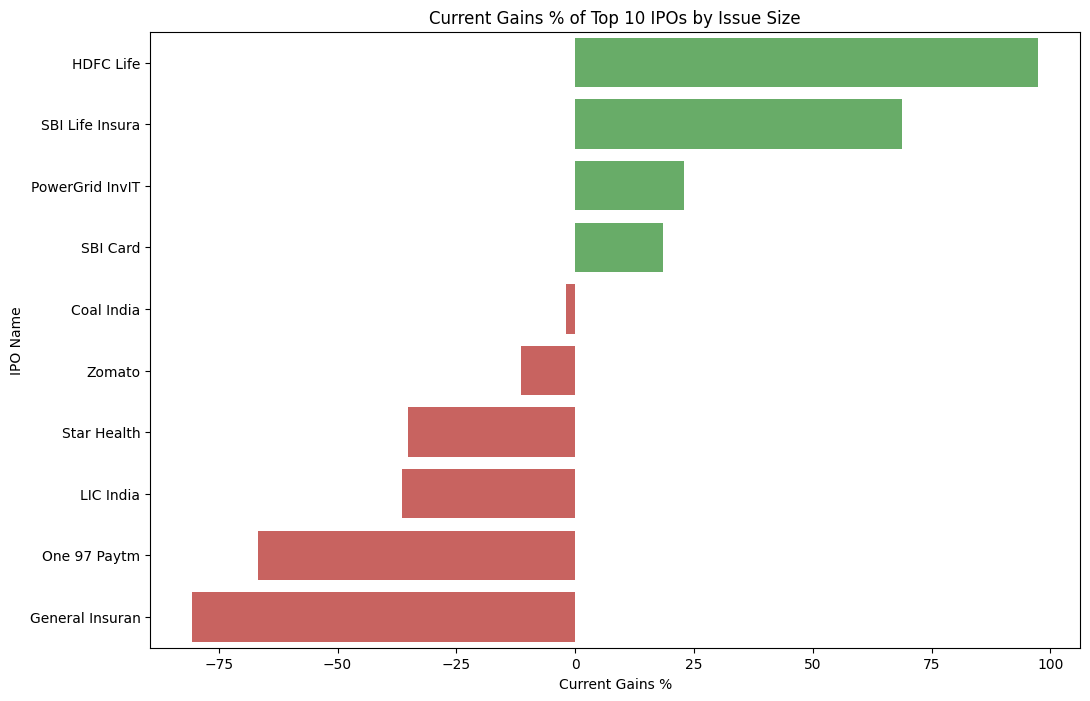 Current Gains % of Top 10 IPOs by Issue Size
IPO Name
HDFC Life
SBI Life Insura
PowerGrid InvIT
SBI Card
Coal India
Zomato
Star Health
LIC India
One 97 Paytm
General Insuran
−75 −50 −25 0 25 50 75 100
Current Gains %